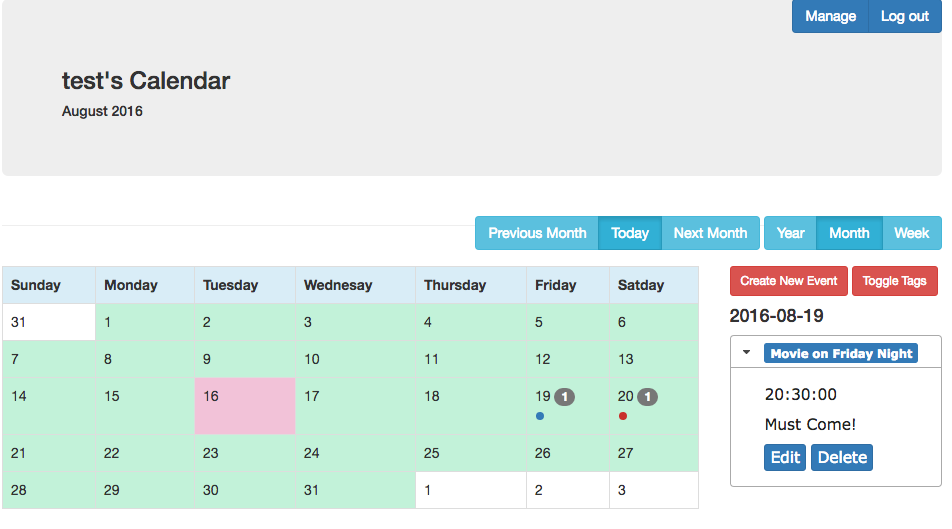 Manage Log out
test's Calendar
August 2016
Previous Month Today Next Month Year Month Week
Sunday Monday Tuesday Wednesay Thursday Friday Satday
31 1 2 3 4 5 6
7 8 9 10 11 12 13
14 15 16 17 18 19 1 20 1
21 22 23 24 25 26 27
28 29 30 31 1 2 3
Create New Event Toggle Tags
2016-08-19
Movie on Friday Night
20:30:00
Must Come!
Edit Delete